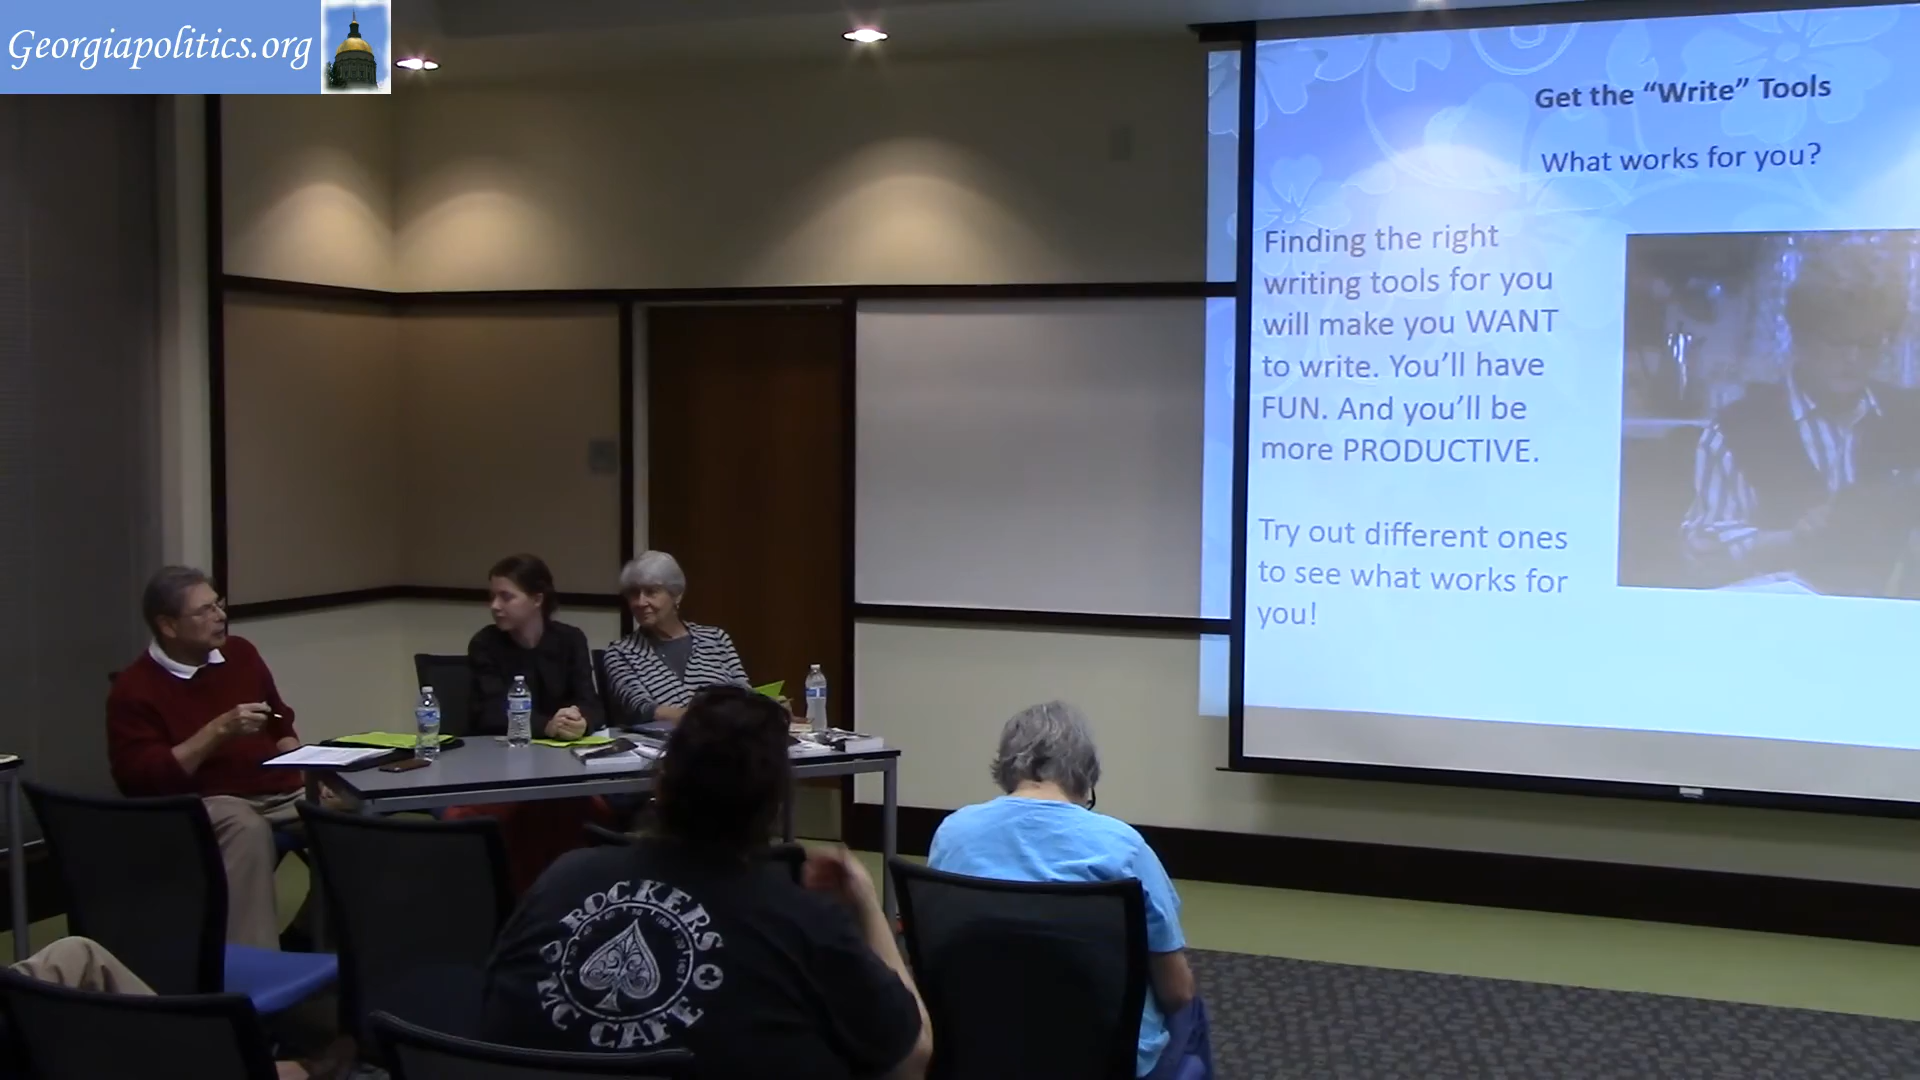 Georgiapolitics.org
Get the “Write” Tools
What works for you?
Finding the right
writing tools for you
will make you WANT
to write. You’ll have
FUN. And you’ll be
more PRODUCTIVE.
Try out different ones
to see what works for
you!
ROCKERS
MC CAFE